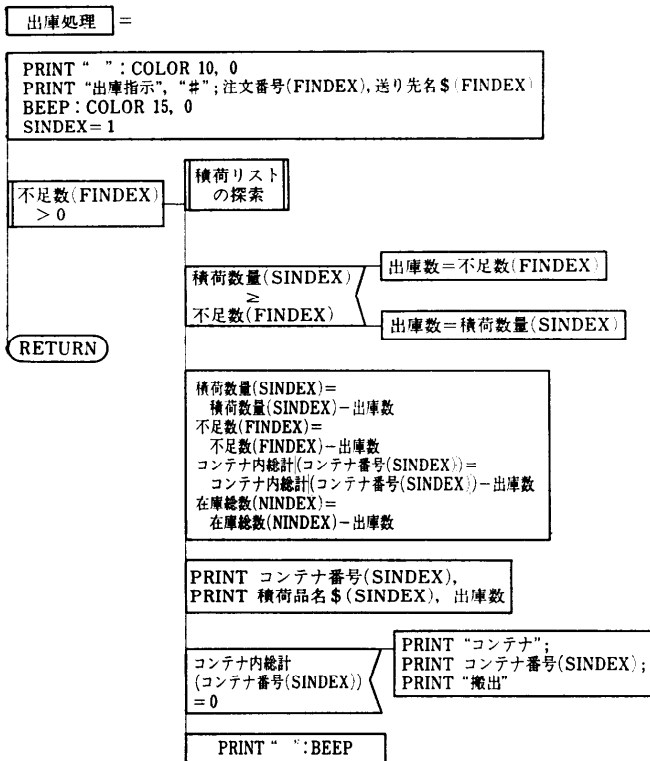 出庫処理 =
PRINT “ ”：COLOR 10, 0
PRINT “出庫指示”, “#”; 注文番号(FINDEX), 送り先名$(FINDEX)
BEEP：COLOR 15, 0
SINDEX=1
不足数(FINDEX)
>0
積荷リスト
の探索
積荷数量(SINDEX)
≥
不足数(FINDEX)
出庫数=不足数(FINDEX)
出庫数=積荷数量(SINDEX)
RETURN
積荷数量(SINDEX)=
積荷数量(SINDEX)−出庫数
不足数(FINDEX)=
不足数(FINDEX)−出庫数
コンテナ内総計(コンテナ番号(SINDEX))=
コンテナ内総計(コンテナ番号(SINDEX))−出庫数
在庫総数(NINDEX)=
在庫総数(NINDEX)−出庫数
PRINT コンテナ番号(SINDEX),
PRINT 積荷品名$(SINDEX), 出庫数
コンテナ内総計
(コンテナ番号(SINDEX))
=0
PRINT “コンテナ”;
PRINT コンテナ番号(SINDEX);
PRINT “搬出”
PRINT “ ”：BEEP